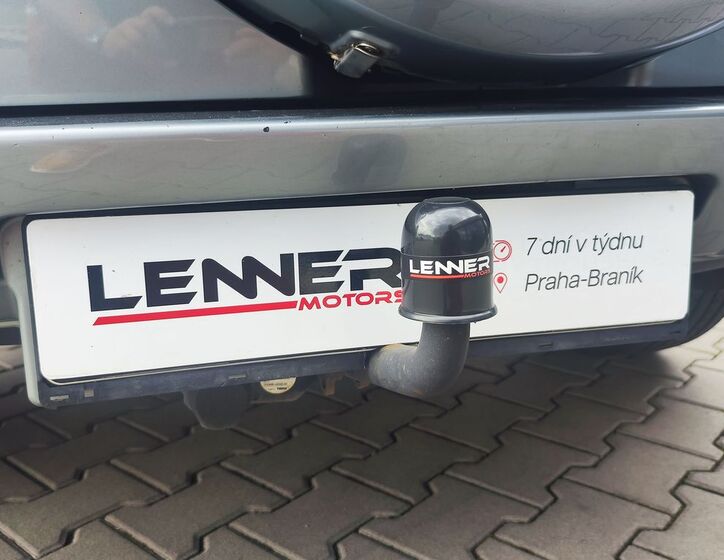 LENNER
MOTORS
LENNER
MOTORS
7 dní v týdnu
Praha-Braník